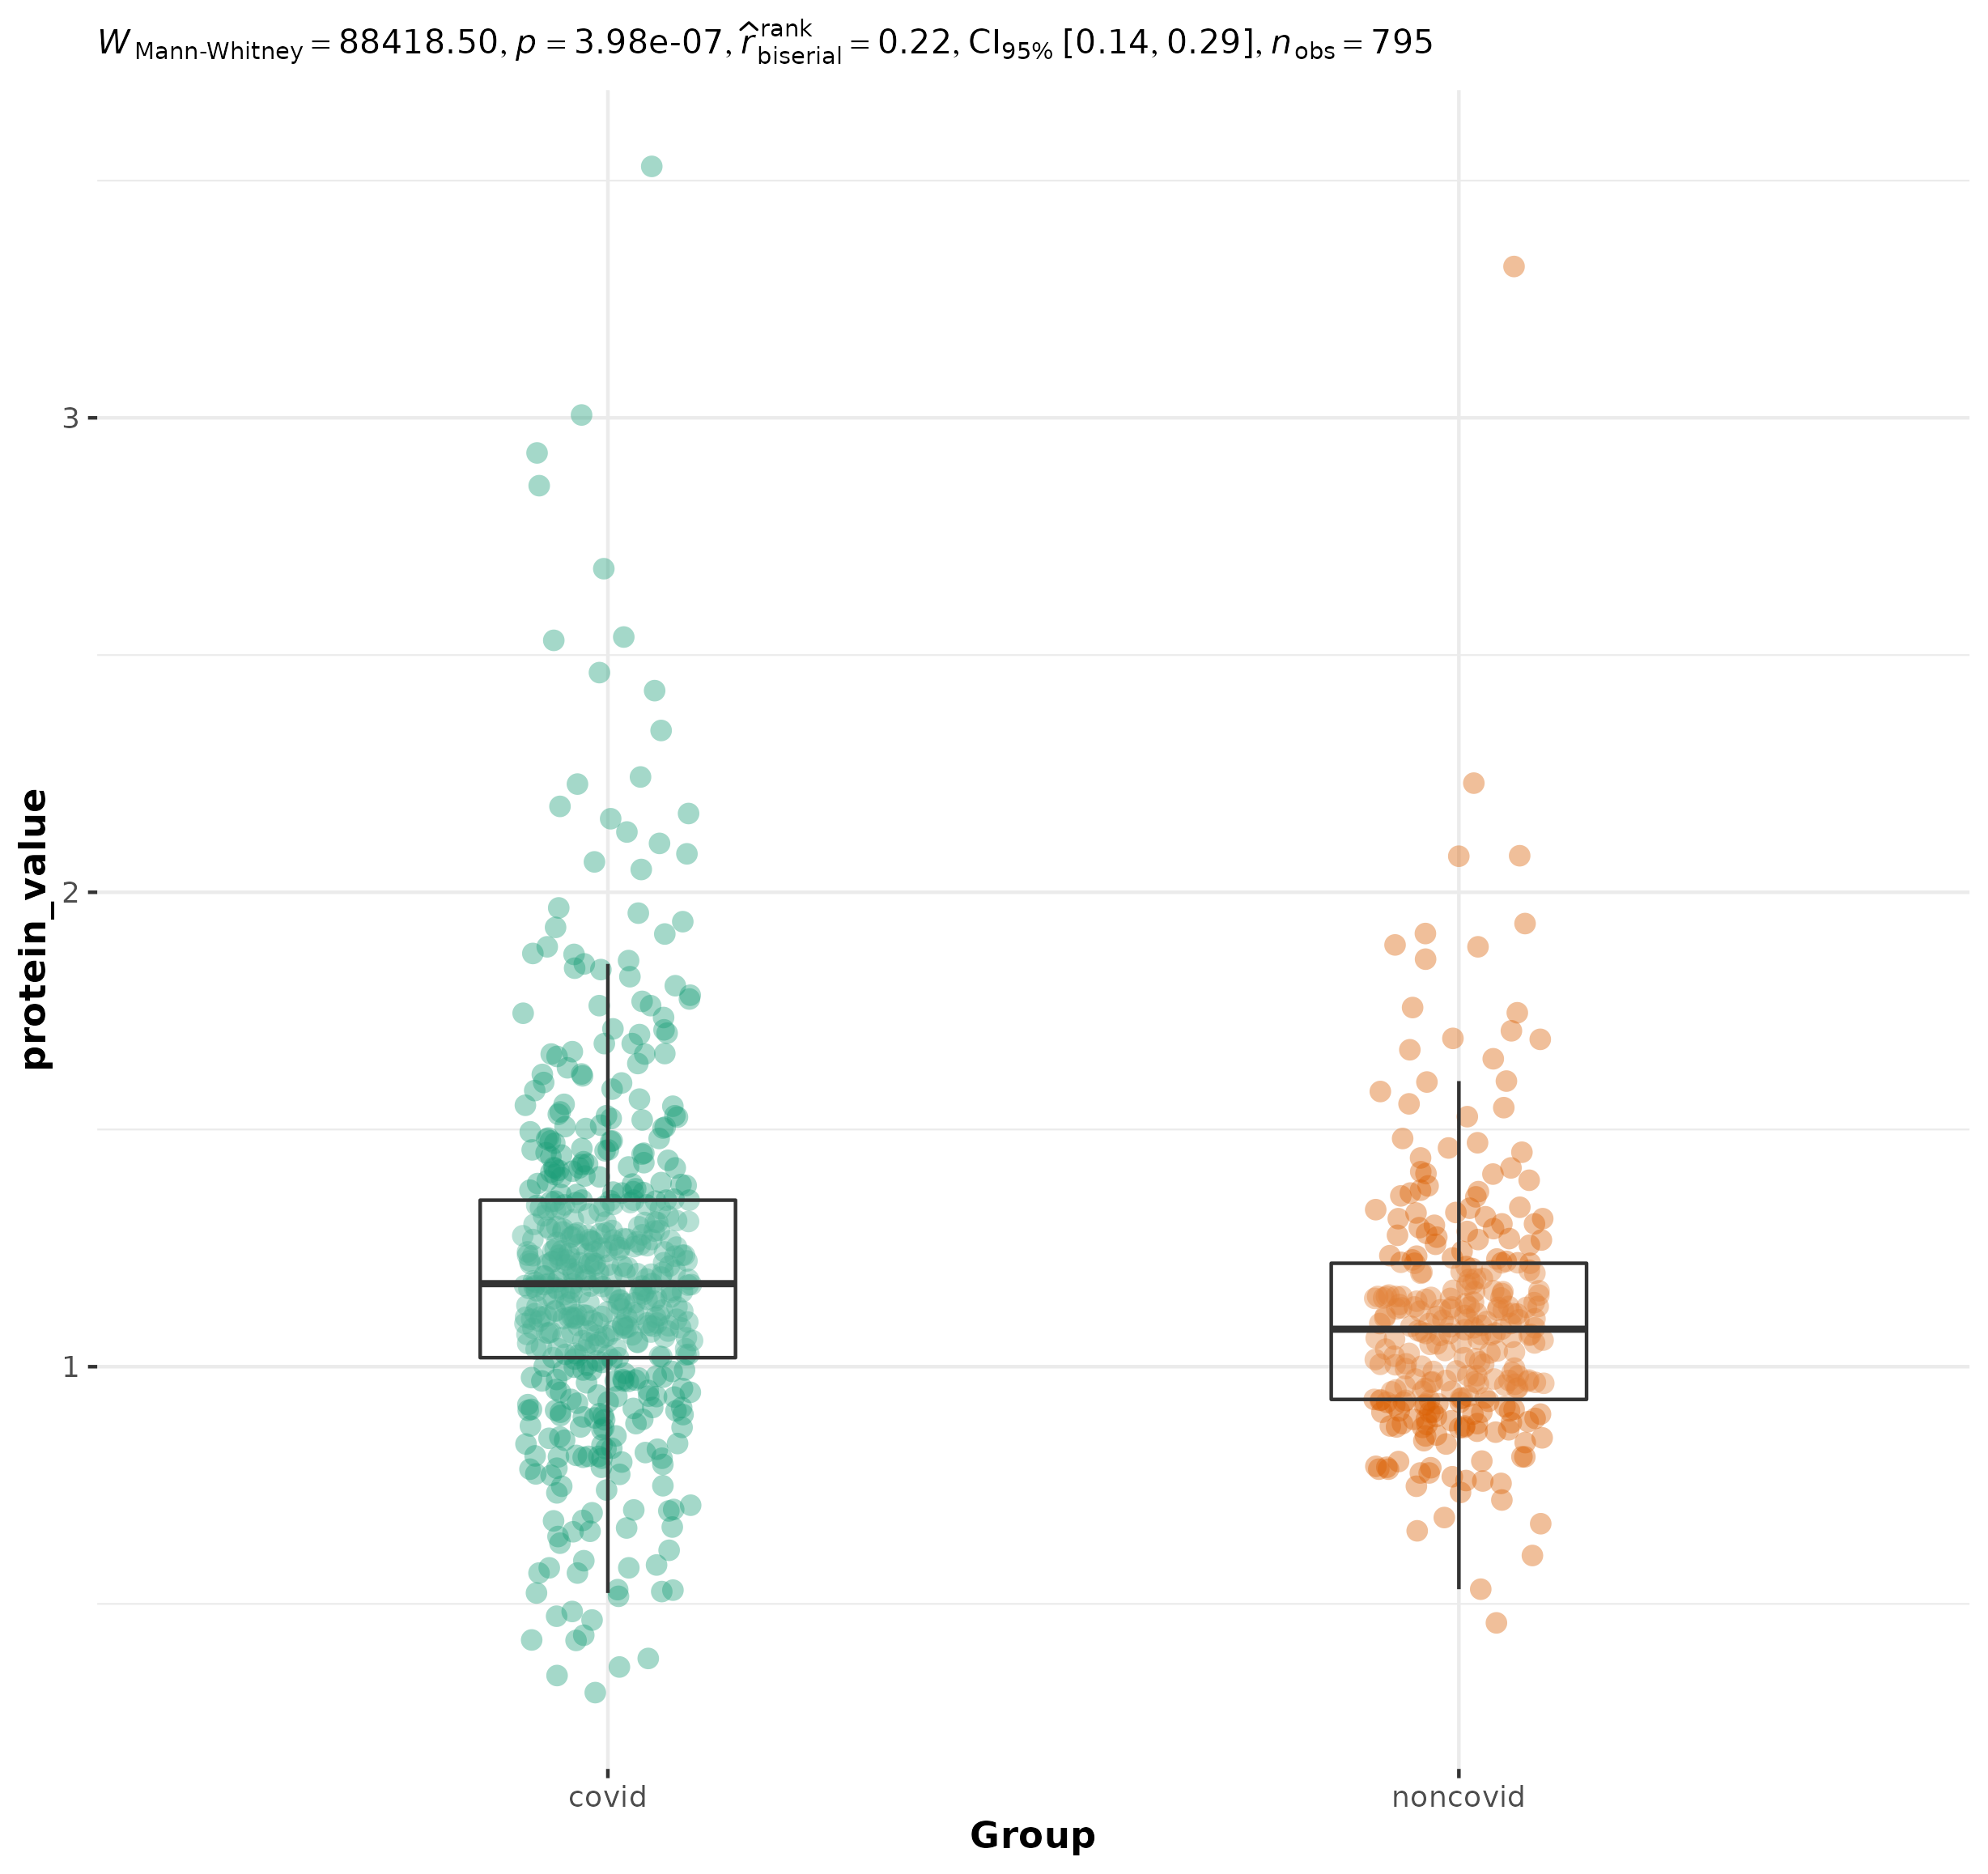 W Mann-Whitney = 88418.50, p = 3.98e-07, r̂ rank biserial = 0.22, CI95% [0.14, 0.29], n obs = 795
3
2
1
protein_value
covid noncovid
Group